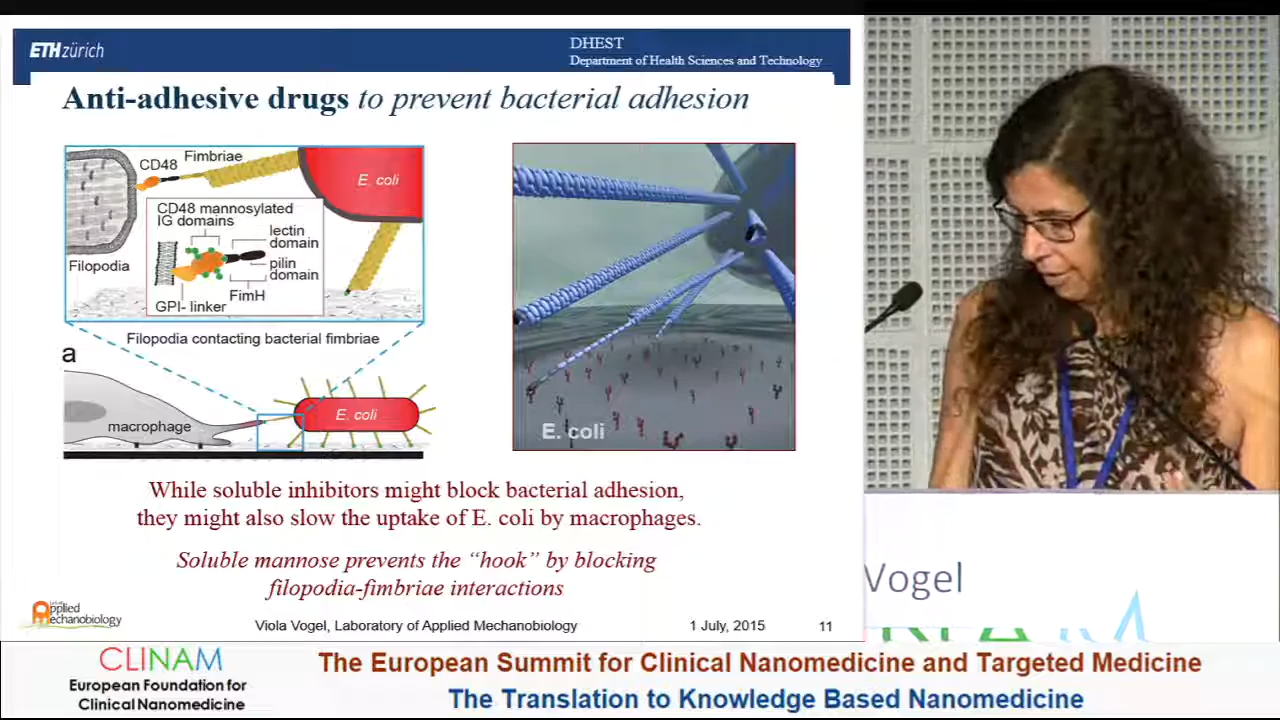 ETHzürich
DHEST
Department of Health Sciences and Technology
Anti-adhesive drugs to prevent bacterial adhesion
CD48
Fimbriae
E. coli
CD48 mannosylated
IG domains
lectin
domain
pilin
domain
FimH
GPI- linker
Filopodia
Filopodia contacting bacterial fimbriae
a
macrophage
E. coli
E. coli
While soluble inhibitors might block bacterial adhesion,
they might also slow the uptake of E. coli by macrophages.
Soluble mannose prevents the “hook” by blocking
filopodia-fimbriae interactions
Applied
Mechanobiology
Viola Vogel, Laboratory of Applied Mechanobiology
1 July, 2015
11
Vogel
CLINAM
European Foundation for
Clinical Nanomedicine
The European Summit for Clinical Nanomedicine and Targeted Medicine
The Translation to Knowledge Based Nanomedicine